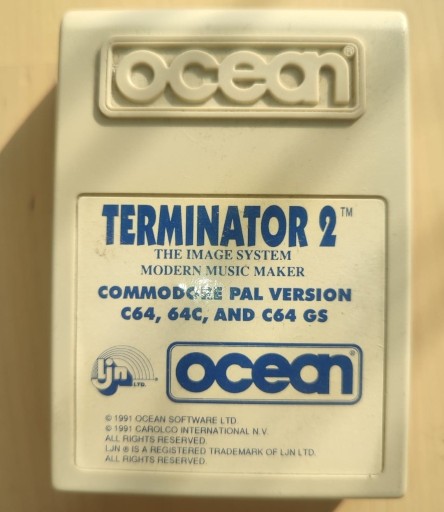 ocean®
TERMINATOR 2™
THE IMAGE SYSTEM
MODERN MUSIC MAKER
COMMODORE PAL VERSION
C64, 64C, AND C64 GS
ljn LTD.
ocean®
© 1991 OCEAN SOFTWARE LTD
© 1991 CAROLCO INTERNATIONAL N.V.
ALL RIGHTS RESERVED.
LJN ® IS A REGISTERED TRADEMARK OF LJN LTD.
ALL RIGHTS RESERVED.